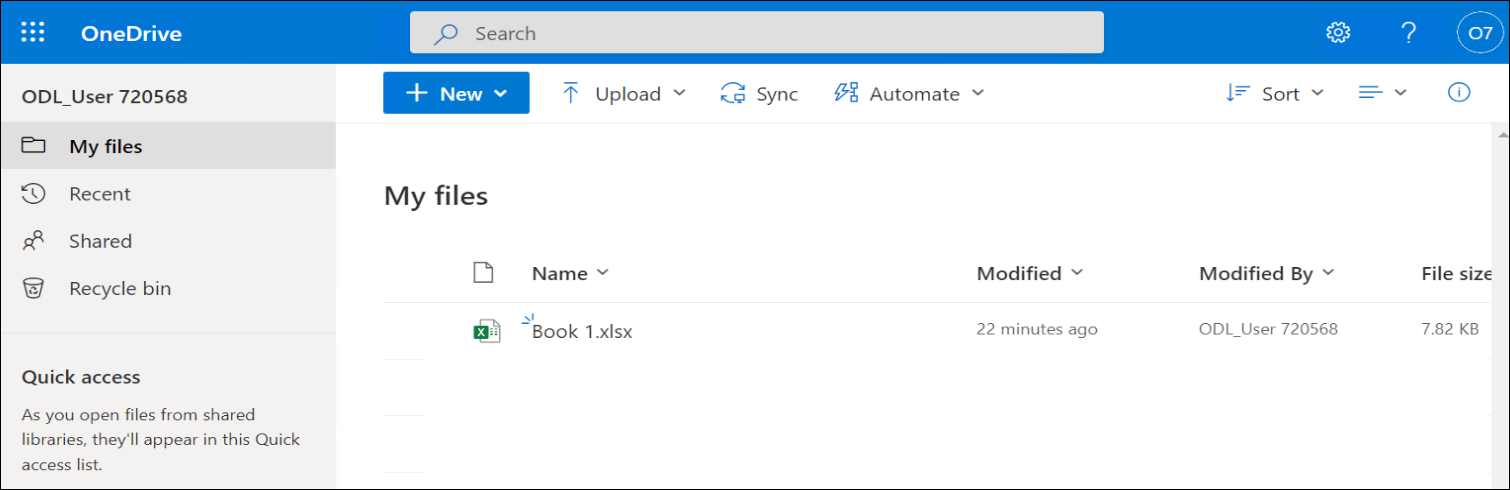 OneDrive
Search
?
O7
ODL_User 720568
New
Upload
Sync
Automate
Sort
My files
Recent
Shared
Recycle bin
Quick access
As you open files from shared
libraries, they'll appear in this Quick
access list.
My files
Name
Modified
Modified By
File size
Book 1.xlsx
22 minutes ago
ODL_User 720568
7.82 KB